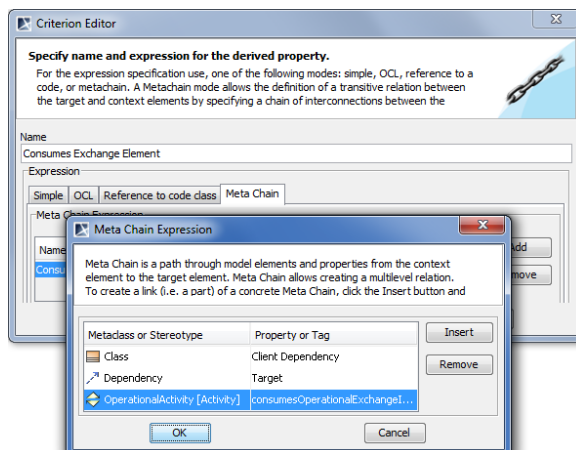 Criterion Editor
Specify name and expression for the derived property.
For the expression specification use, one of the following modes: simple, OCL, reference to a
code, or metachain. A Metachain mode allows the definition of a transitive relation between
the target and context elements by specifying a chain of interconnections between the
Name
Consumes Exchange Element
Expression
Simple OCL Reference to code class Meta Chain
Meta Chain Expression
Meta Chain Expression
Name
Meta Chain is a path through model elements and properties from the context
element to the target element. Meta Chain allows creating a multilevel relation.
To create a link (i.e. a part) of a concrete Meta Chain, click the Insert button and
Metaclass or Stereotype Property or Tag Insert
Class Client Dependency
Remove
Dependency Target
OperationalActivity [Activity] consumesOperationalExchangeI...
OK Cancel